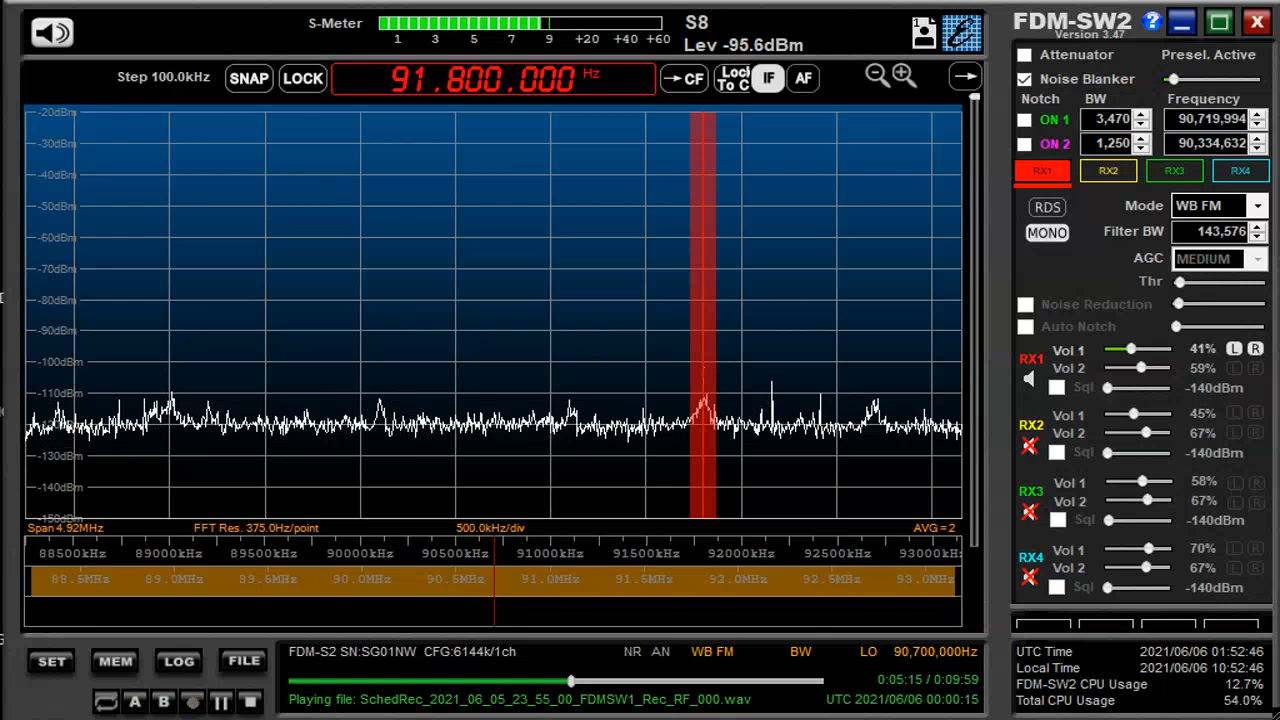 S-Meter
1 3 5 7 9 +20 +40 +60
S8
Lev -95.6dBm
FDM-SW2
Version 3.47
Step 100.0kHz
SNAP
LOCK
91.800.000 Hz
→CF
Lock
To C
IF
AF
-20dBm
-30dBm
-40dBm
-50dBm
-60dBm
-70dBm
-80dBm
-90dBm
-100dBm
-110dBm
-120dBm
-130dBm
-140dBm
-150dBm
Span 4.92MHz FFT Res. 375.0Hz/point 500.0kHz/div AVG=2
88500kHz 89000kHz 89500kHz 90000kHz 90500kHz 91000kHz 91500kHz 92000kHz 92500kHz 93000kHz
88.5MHz 89.0MHz 89.5MHz 90.0MHz 90.5MHz 91.0MHz 91.5MHz 92.0MHz 92.5MHz 93.0MHz
Attenuator Presel. Active
Noise Blanker
Notch BW Frequency
ON 1 3,470 90,719,994
ON 2 1,250 90,334,632
RX1 RX2 RX3 RX4
RDS Mode WB FM
MONO Filter BW 143,576
AGC MEDIUM
Thr
Noise Reduction
Auto Notch
RX1 Vol 1 41% L R
Vol 2 59% L R
Sql -140dBm
RX2 Vol 1 45% L R
Vol 2 67% L R
Sql -140dBm
RX3 Vol 1 58% L R
Vol 2 67% L R
Sql -140dBm
RX4 Vol 1 70% L R
Vol 2 67% L R
Sql -140dBm
SET MEM LOG FILE
A B
FDM-S2 SN:SG01NW CFG:6144k/1ch NR AN WB FM BW LO 90,700,000Hz
0:05:15 / 0:09:59
Playing file: SchedRec_2021_06_05_23_55_00_FDMSW1_Rec_RF_000.wav UTC 2021/06/06 00:00:15
UTC Time 2021/06/06 01:52:46
Local Time 2021/06/06 10:52:46
FDM-SW2 CPU Usage 12.7%
Total CPU Usage 54.0%